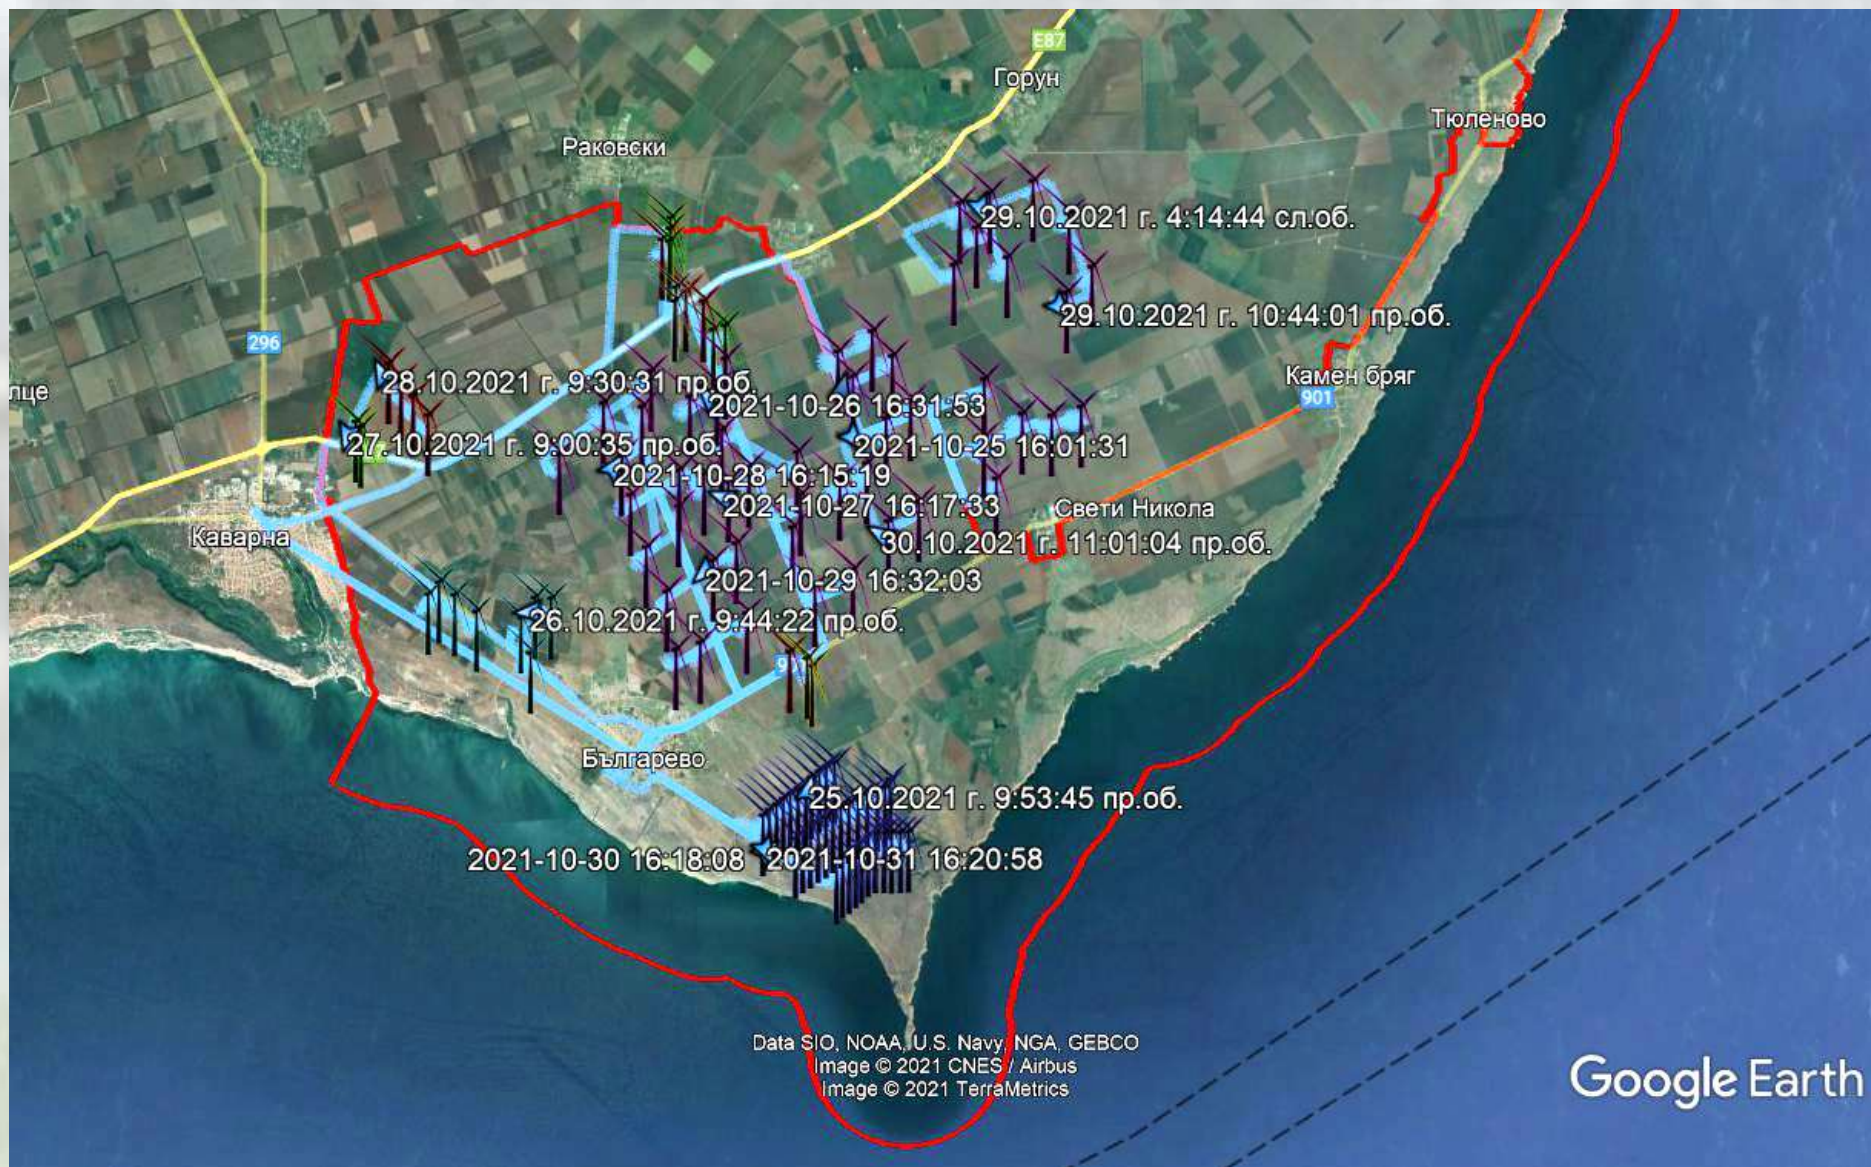 E87
Горун
Тюленово
Раковски
29.10.2021 г. 4:14:44 сл.об.
29.10.2021 г. 10:44:01 пр.об.
296
лце
28.10.2021 г. 9:30:31 пр.об.
Камен бряг
901
2021-10-26 16:31:53
27.10.2021 г. 9:00:35 пр.об.
2021-10-25 16:01:31
2021-10-28 16:15:19
2021-10-27 16:17:33
Свети Никола
Каварна
30.10.2021 г. 11:01:04 пр.об.
2021-10-29 16:32:03
26.10.2021 г. 9:44:22 пр.об.
Българево
25.10.2021 г. 9:53:45 пр.об.
2021-10-30 16:18:08
2021-10-31 16:20:58
Data SIO, NOAA, U.S. Navy, NGA, GEBCO
Image © 2021 CNES / Airbus
Image © 2021 TerraMetrics
Google Earth